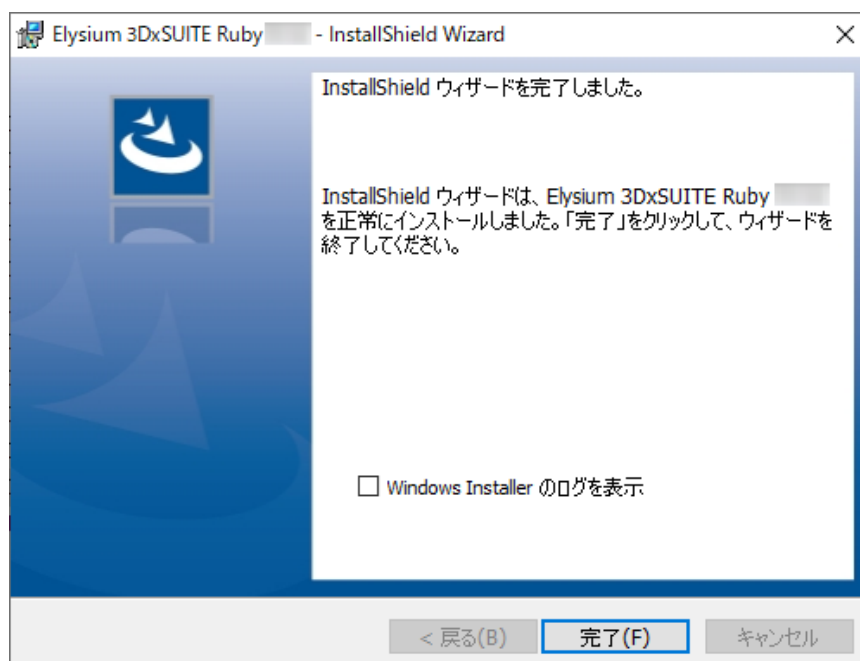 Elysium 3DxSUITE Ruby - InstallShield Wizard
InstallShield ウィザードを完了しました。
InstallShield ウィザードは、Elysium 3DxSUITE Ruby
を正常にインストールしました。「完了」をクリックして、ウィザードを
終了してください。
Windows Installer のログを表示
< 戻る(B)
完了(F)
キャンセル